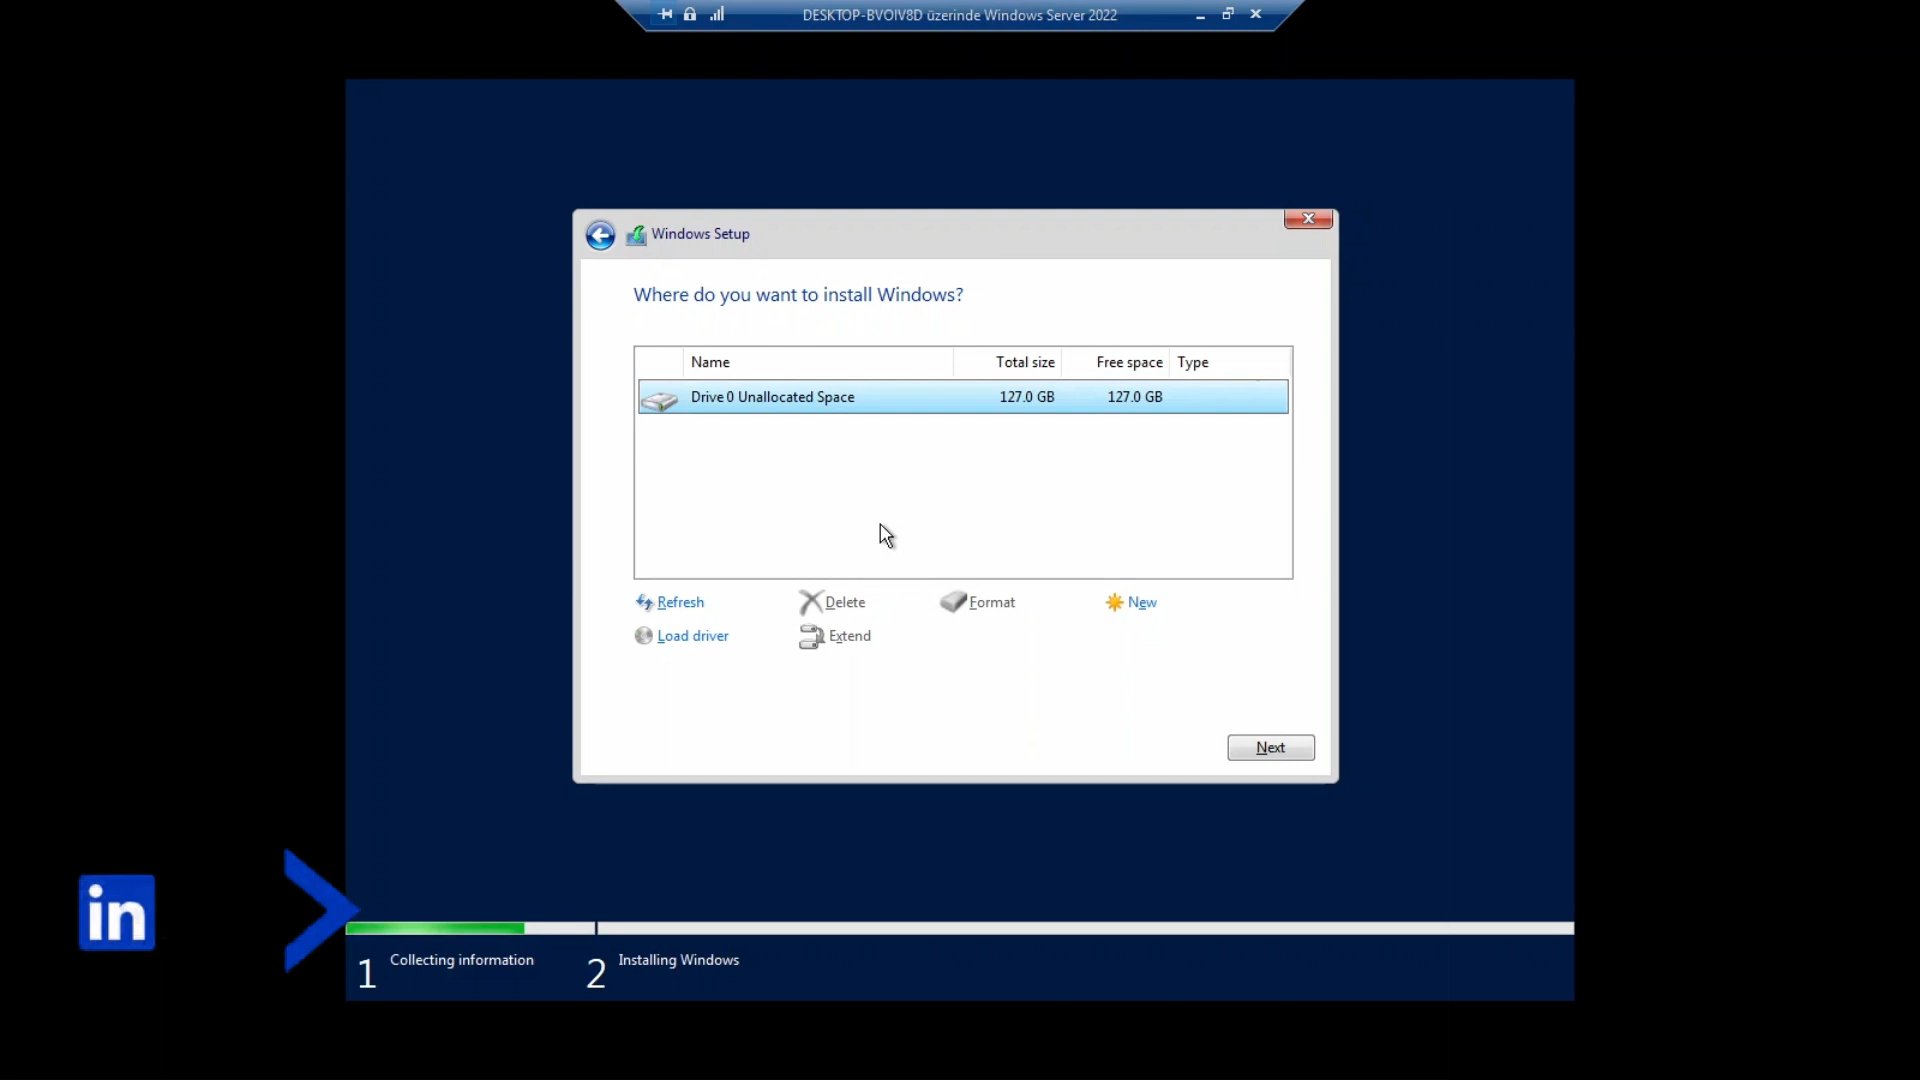 DESKTOP-BVOIV8D üzerinde Windows Server 2022
Windows Setup
Where do you want to install Windows?
Name Total size Free space Type
Drive 0 Unallocated Space 127.0 GB 127.0 GB
Refresh Delete Format New
Load driver Extend
Next
in
1 Collecting information 2 Installing Windows